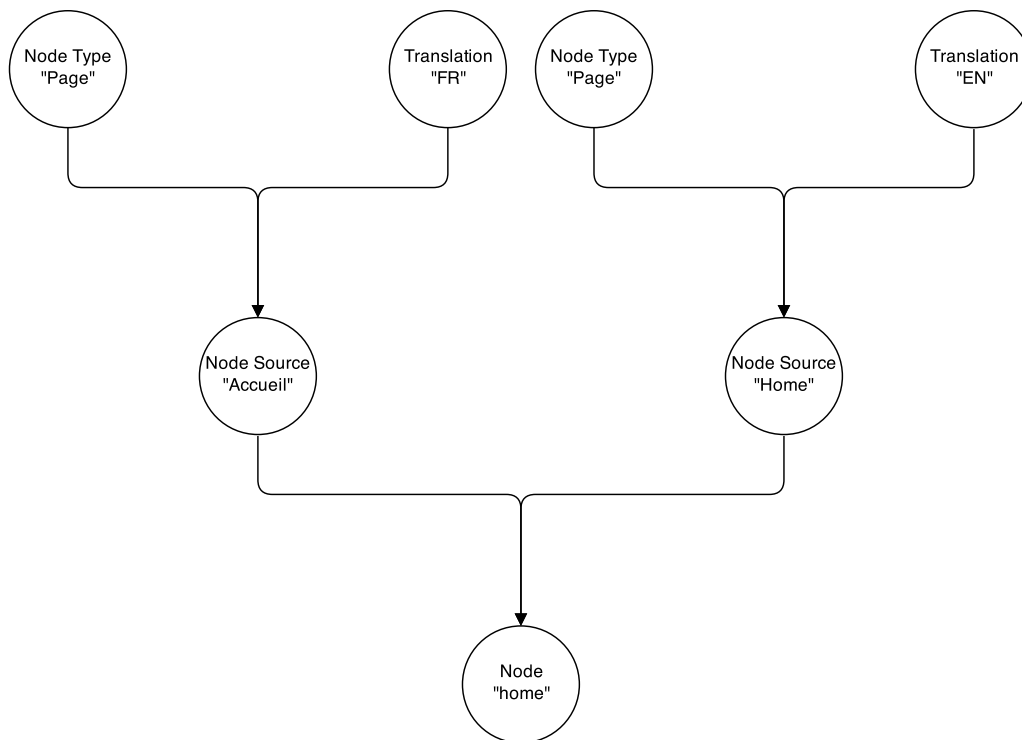 Node Type
"Page"
Translation
"FR"
Node Type
"Page"
Translation
"EN"
Node Source
"Accueil"
Node Source
"Home"
Node
"home"